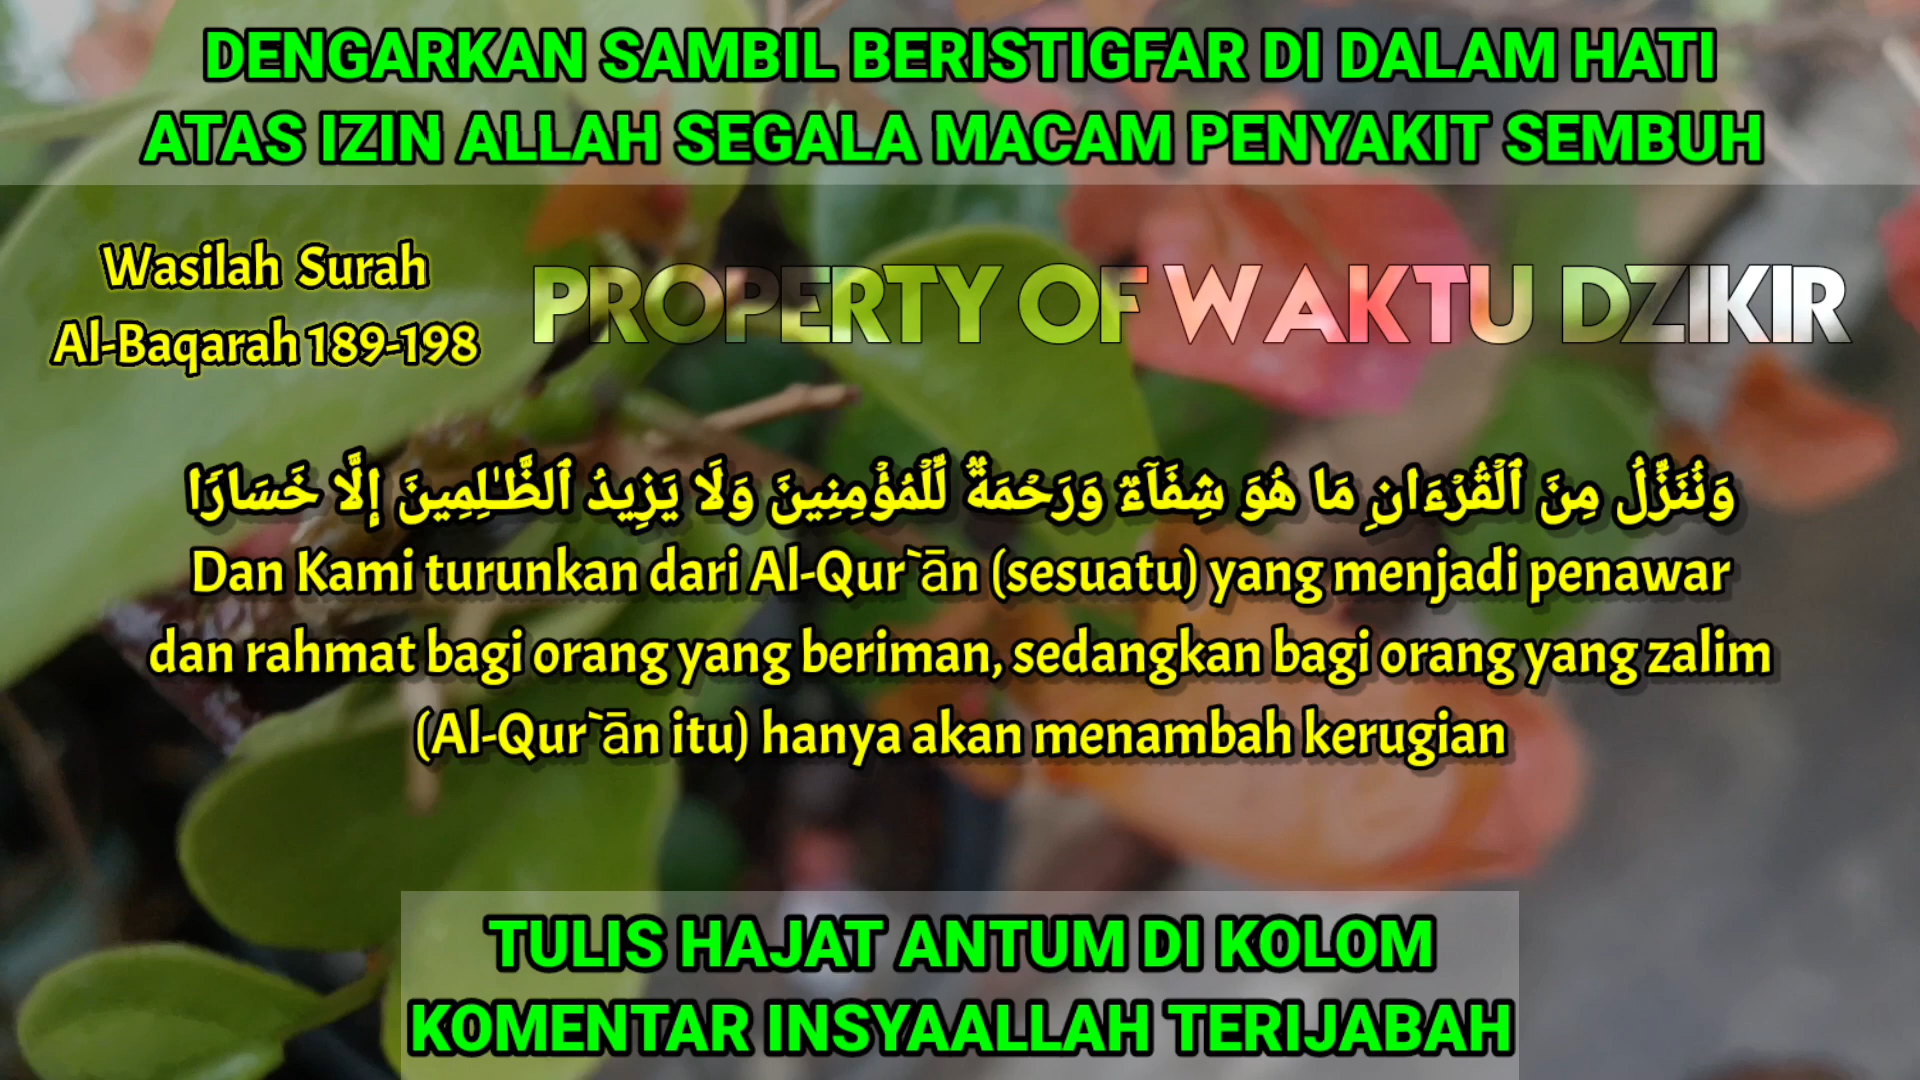 DENGARKAN SAMBIL BERISTIGFAR DI DALAM HATI
ATAS IZIN ALLAH SEGALA MACAM PENYAKIT SEMBUH
Wasilah Surah
Al-Baqarah 189-198
PROPERTY OF WAKTU DZIKIR
وَنُنَزِّلُ مِنَ ٱلْقُرْءَانِ مَا هُوَ شِفَآءٌ وَرَحْمَةٌ لِّلْمُؤْمِنِينَ وَلَا يَزِيدُ ٱلظَّـٰلِمِينَ إِلَّا خَسَارًا
Dan Kami turunkan dari Al-Qur`ān (sesuatu) yang menjadi penawar
dan rahmat bagi orang yang beriman, sedangkan bagi orang yang zalim
(Al-Qur`ān itu) hanya akan menambah kerugian
TULIS HAJAT ANTUM DI KOLOM
KOMENTAR INSYAALLAH TERIJABAH